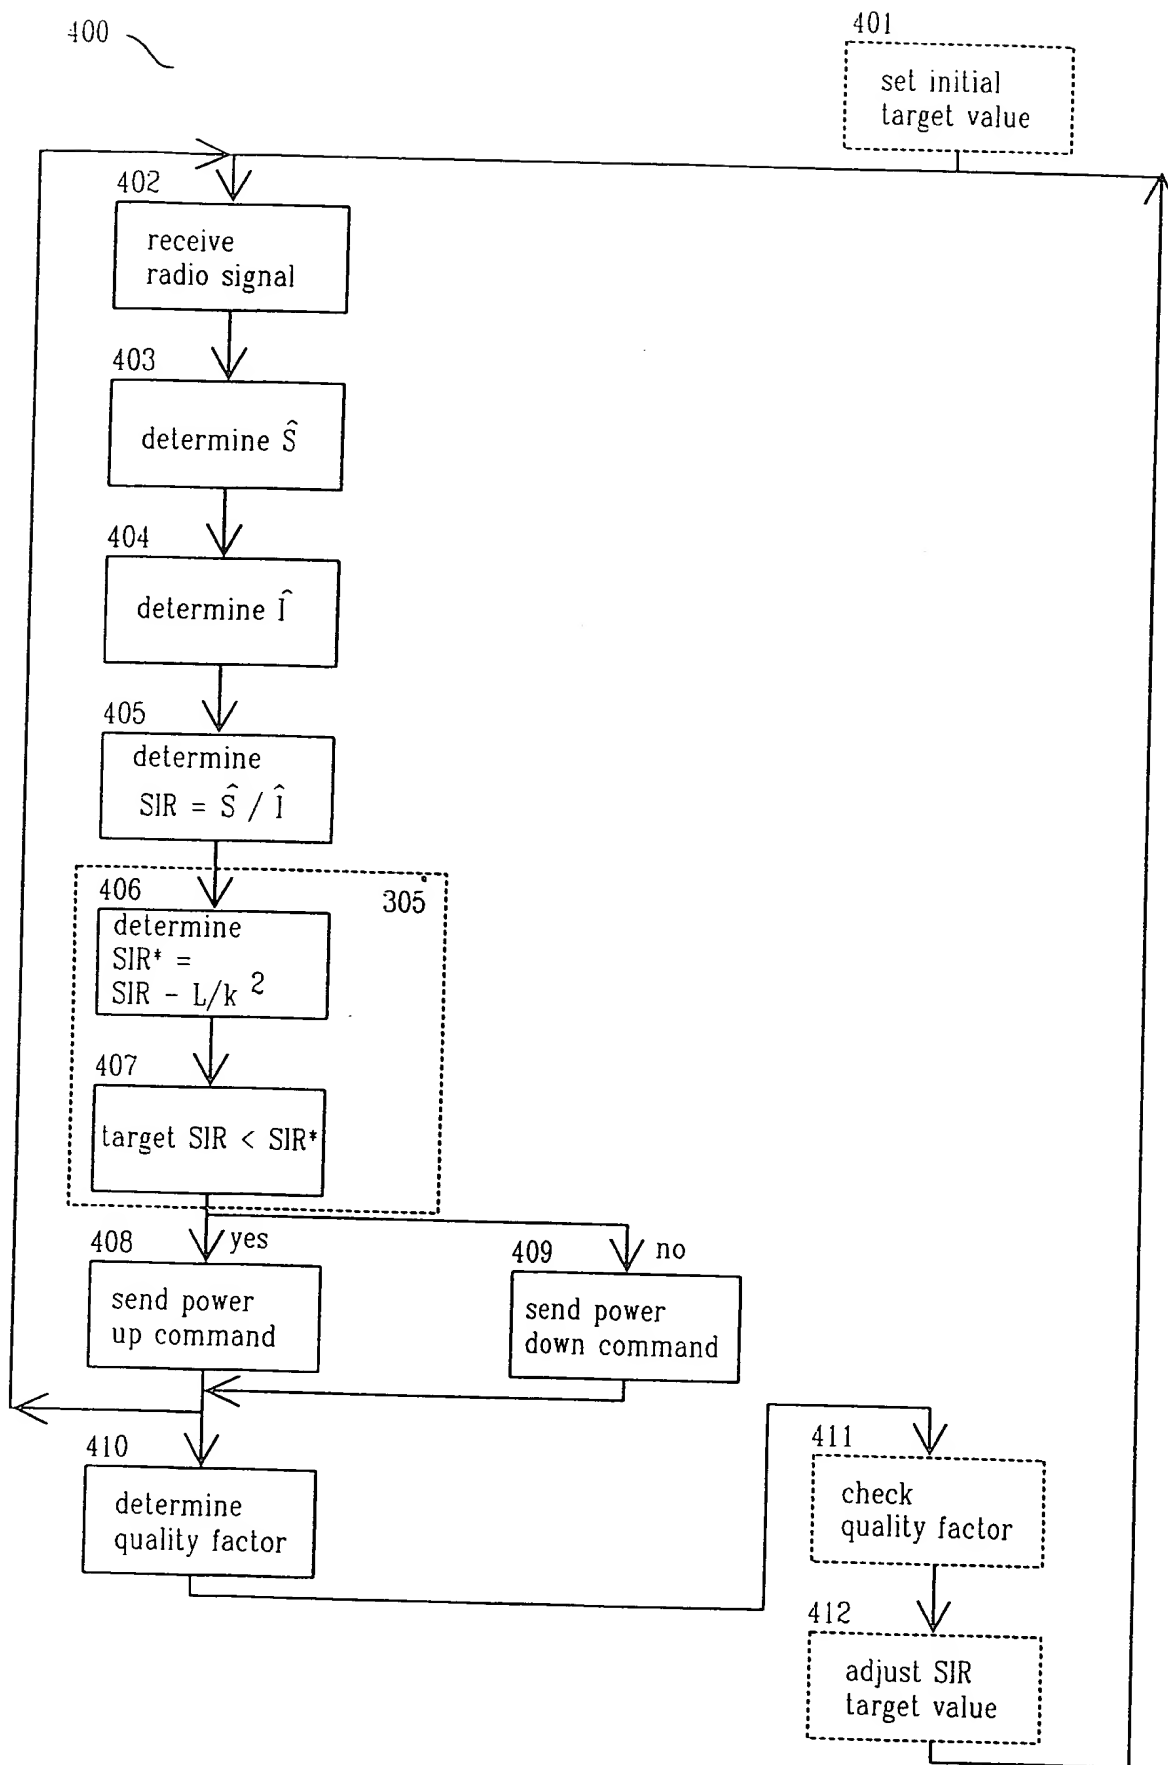 400
401
set initial
target value
402
receive
radio signal
403
determine Ŝ
404
determine Î
405
determine
SIR = Ŝ / Î
305
406
determine
SIR* =
SIR - L/k ²
407
target SIR < SIR*
yes
no
408
send power
up command
409
send power
down command
410
determine
quality factor
411
check
quality factor
412
adjust SIR
target value